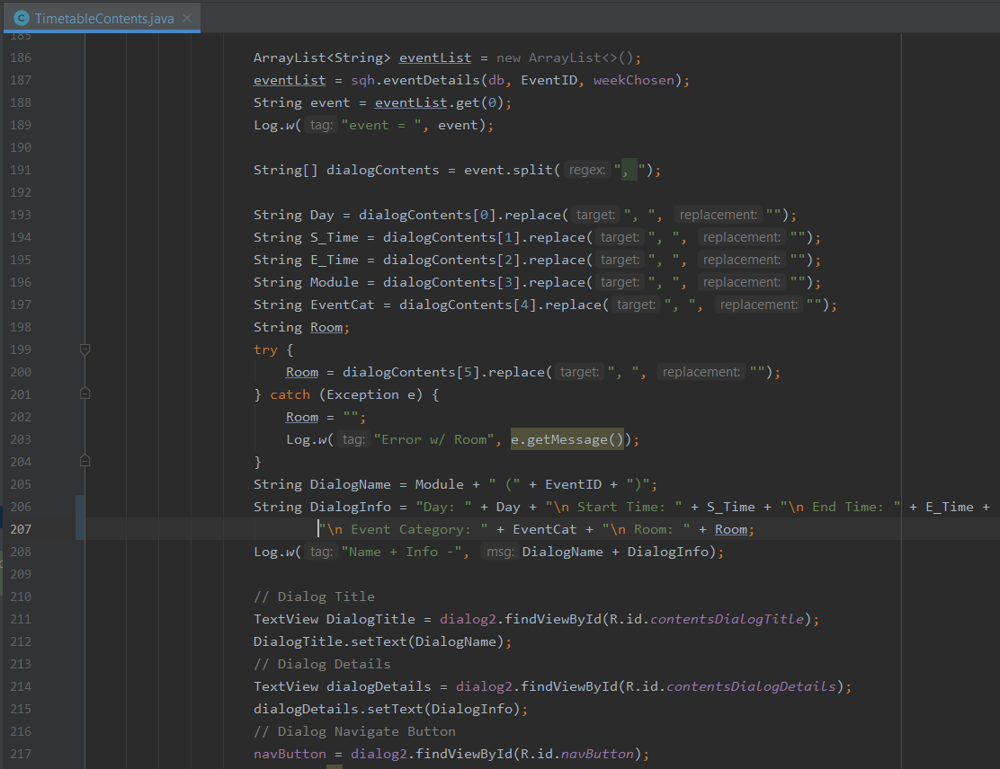 C TimetableContents.java ×
185
186 ArrayList<String> eventList = new ArrayList<>();
187 eventList = sqh.eventDetails(db, EventID, weekChosen);
188 String event = eventList.get(0);
189 Log.w( tag: "event = ", event);
190
191 String[] dialogContents = event.split( regex: ", ");
192
193 String Day = dialogContents[0].replace( target: ", ", replacement: "");
194 String S_Time = dialogContents[1].replace( target: ", ", replacement: "");
195 String E_Time = dialogContents[2].replace( target: ", ", replacement: "");
196 String Module = dialogContents[3].replace( target: ", ", replacement: "");
197 String EventCat = dialogContents[4].replace( target: ", ", replacement: "");
198 String Room;
199 try {
200 Room = dialogContents[5].replace( target: ", ", replacement: "");
201 } catch (Exception e) {
202 Room = "";
203 Log.w( tag: "Error w/ Room", e.getMessage());
204 }
205 String DialogName = Module + " (" + EventID + ")";
206 String DialogInfo = "Day: " + Day + "\n Start Time: " + S_Time + "\n End Time: " + E_Time +
207 "\n Event Category: " + EventCat + "\n Room: " + Room;
208 Log.w( tag: "Name + Info -", msg: DialogName + DialogInfo);
209
210 // Dialog Title
211 TextView DialogTitle = dialog2.findViewById(R.id.contentsDialogTitle);
212 DialogTitle.setText(DialogName);
213 // Dialog Details
214 TextView dialogDetails = dialog2.findViewById(R.id.contentsDialogDetails);
215 dialogDetails.setText(DialogInfo);
216 // Dialog Navigate Button
217 navButton = dialog2.findViewById(R.id.navButton);